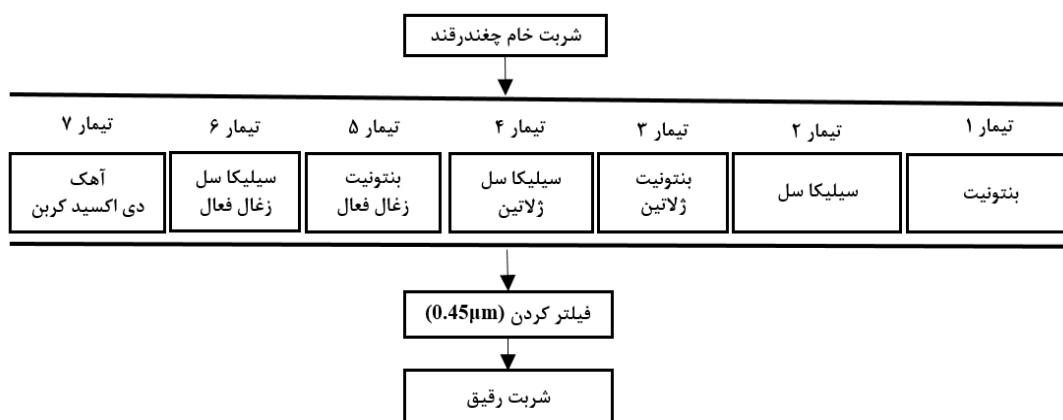 شربت خام چغندرقند
تیمار ۱ تیمار ۲ تیمار ۳ تیمار ۴ تیمار ۵ تیمار ۶ تیمار ۷
بنتونیت
سیلیکا سل
بنتونیت
ژلاتین
سیلیکا سل
ژلاتین
بنتونیت
زغال فعال
سیلیکا سل
زغال فعال
آهک
دی اکسید کربن
فیلتر کردن (0.45µm)
شربت رقیق